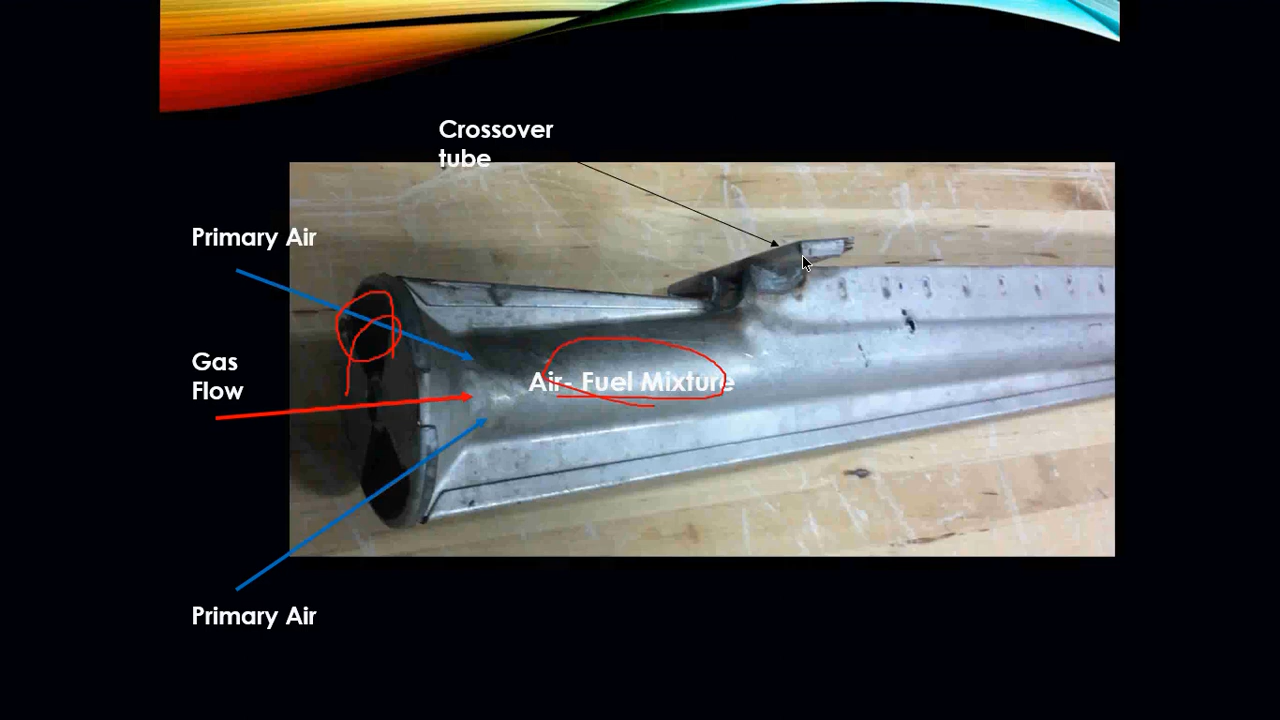 Crossover
tube
Primary Air
Gas
Flow
Air- Fuel Mixture
Primary Air